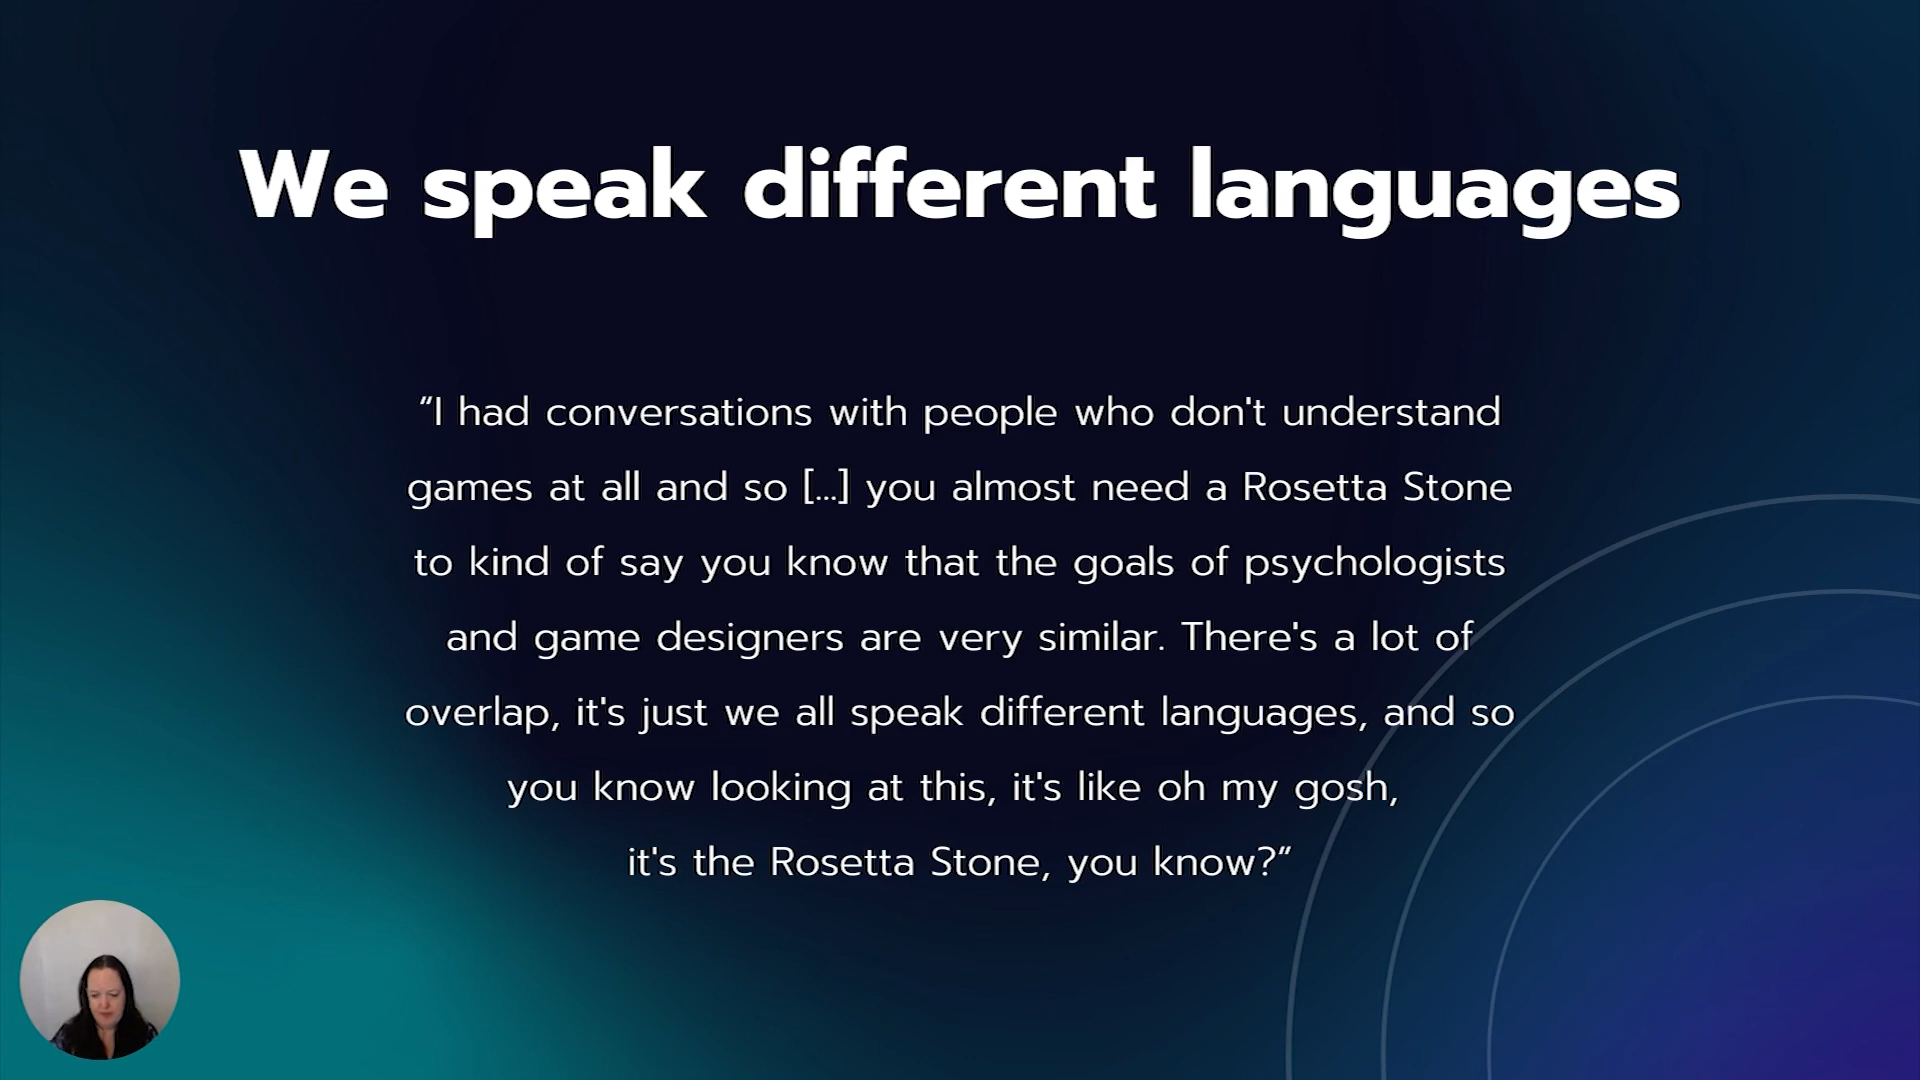 We speak different languages
“I had conversations with people who don't understand
games at all and so [...] you almost need a Rosetta Stone
to kind of say you know that the goals of psychologists
and game designers are very similar. There's a lot of
overlap, it's just we all speak different languages, and so
you know looking at this, it's like oh my gosh,
it's the Rosetta Stone, you know?”